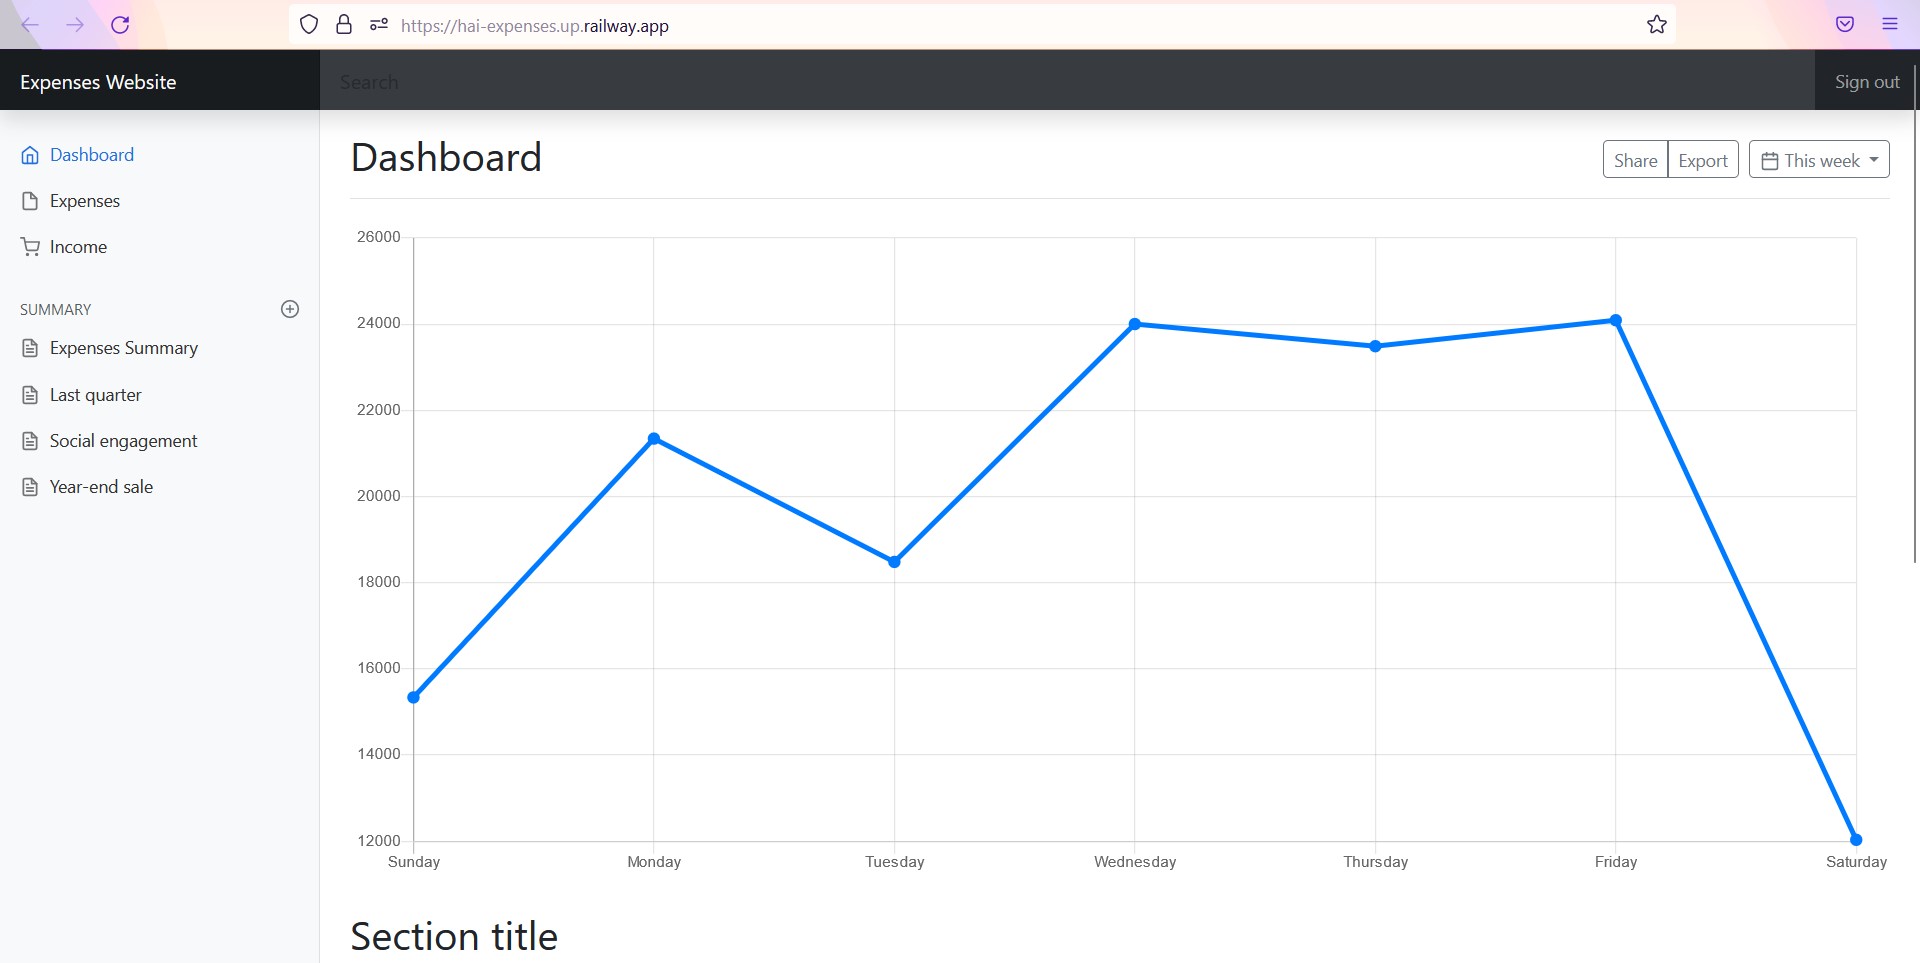 https://hai-expenses.up.railway.app
Expenses Website
Search
Sign out
Dashboard
Expenses
Income
SUMMARY
Expenses Summary
Last quarter
Social engagement
Year-end sale
Dashboard
Share
Export
This week
26000
24000
22000
20000
18000
16000
14000
12000
Sunday Monday Tuesday Wednesday Thursday Friday Saturday
Section title